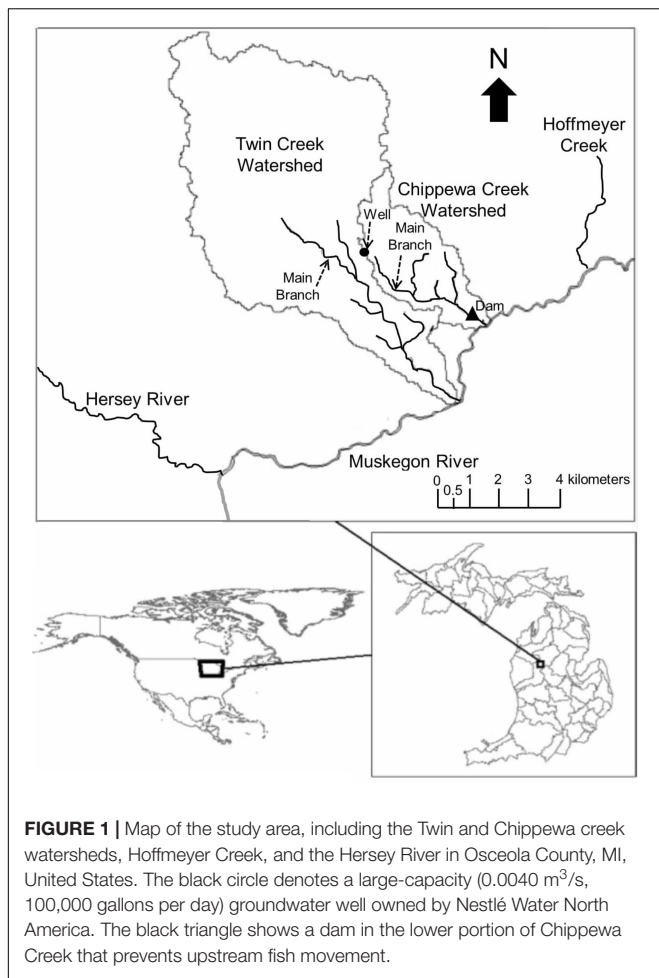 N
Hoffmeyer
Creek
Twin Creek
Watershed
Chippewa Creek
Watershed
Well
Main
Branch
Main
Branch
Dam
Hersey River
Muskegon River
0 1 2 3 4 kilometers
0.5
FIGURE 1 | Map of the study area, including the Twin and Chippewa creek
watersheds, Hoffmeyer Creek, and the Hersey River in Osceola County, MI,
United States. The black circle denotes a large-capacity (0.0040 m³/s,
100,000 gallons per day) groundwater well owned by Nestlé Water North
America. The black triangle shows a dam in the lower portion of Chippewa
Creek that prevents upstream fish movement.